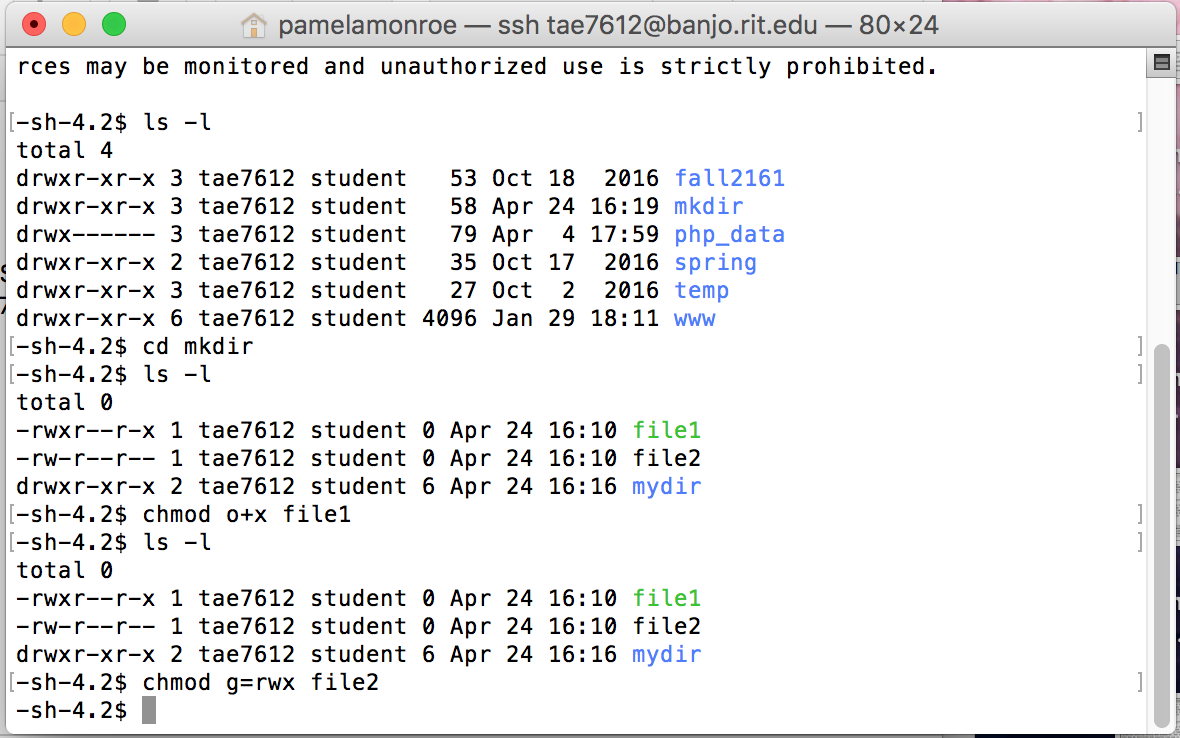 pamelamonroe — ssh tae7612@banjo.rit.edu — 80×24
rces may be monitored and unauthorized use is strictly prohibited.
[-sh-4.2$ ls -l ]
total 4
drwxr-xr-x 3 tae7612 student   53 Oct 18  2016 fall2161
drwxr-xr-x 3 tae7612 student   58 Apr 24 16:19 mkdir
drwx------ 3 tae7612 student   79 Apr  4 17:59 php_data
drwxr-xr-x 2 tae7612 student   35 Oct 17  2016 spring
drwxr-xr-x 3 tae7612 student   27 Oct  2  2016 temp
drwxr-xr-x 6 tae7612 student 4096 Jan 29 18:11 www
[-sh-4.2$ cd mkdir ]
[-sh-4.2$ ls -l ]
total 0
-rwxr--r-x 1 tae7612 student 0 Apr 24 16:10 file1
-rw-r--r-- 1 tae7612 student 0 Apr 24 16:10 file2
drwxr-xr-x 2 tae7612 student 6 Apr 24 16:16 mydir
[-sh-4.2$ chmod o+x file1 ]
[-sh-4.2$ ls -l ]
total 0
-rwxr--r-x 1 tae7612 student 0 Apr 24 16:10 file1
-rw-r--r-- 1 tae7612 student 0 Apr 24 16:10 file2
drwxr-xr-x 2 tae7612 student 6 Apr 24 16:16 mydir
[-sh-4.2$ chmod g=rwx file2 ]
-sh-4.2$